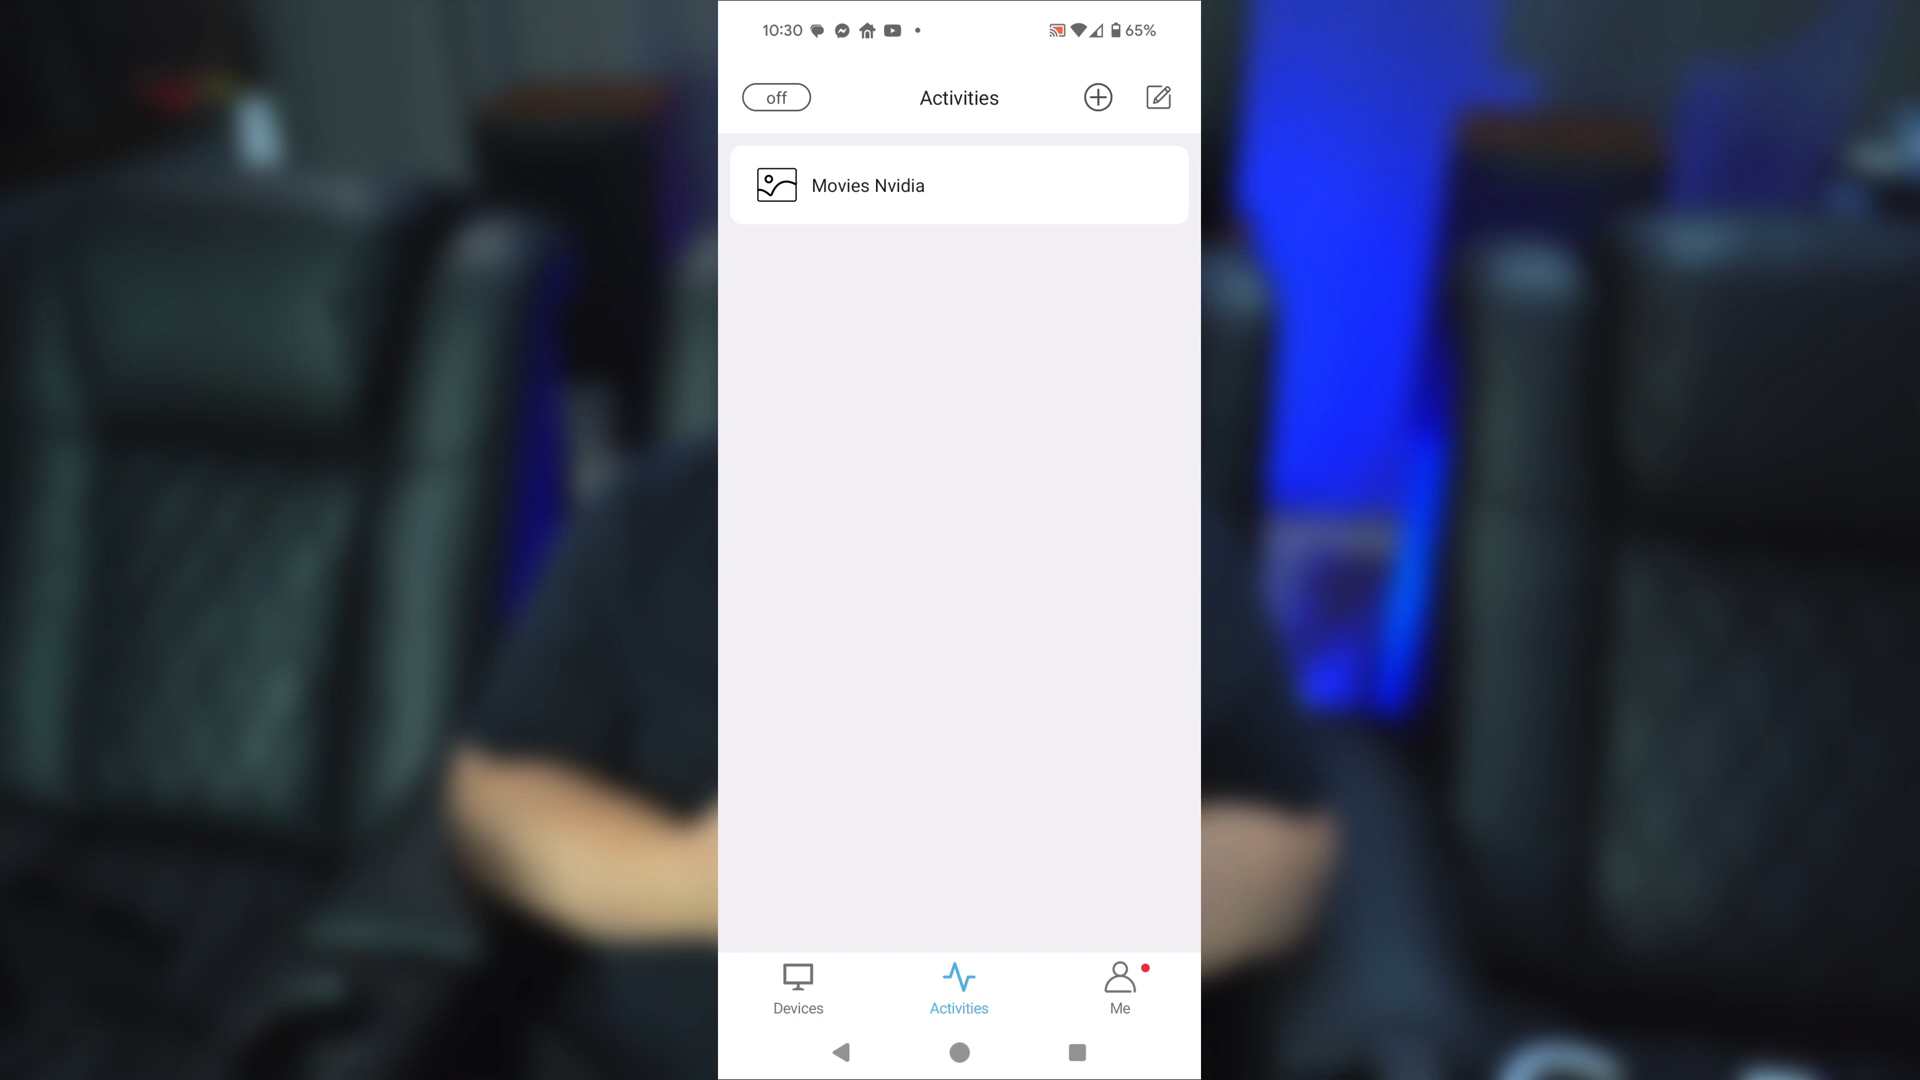 10:30
65%
off
Activities
Movies Nvidia
Devices
Activities
Me